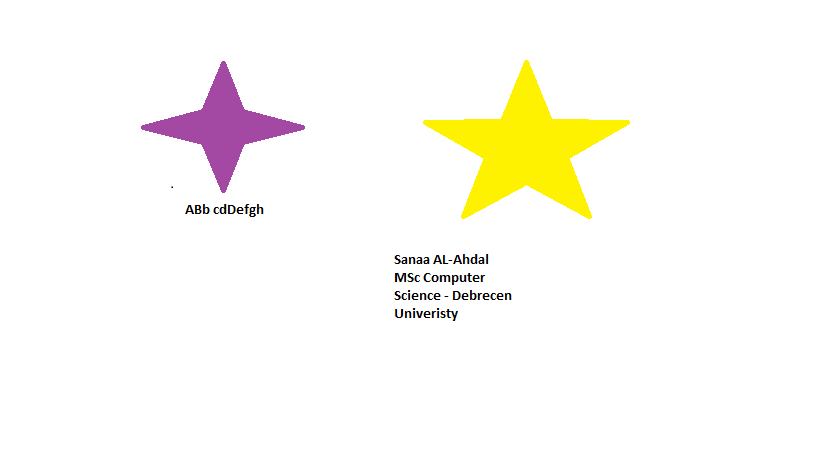 ABb cdDefgh
Sanaa AL-Ahdal
MSc Computer
Science - Debrecen
Univeristy